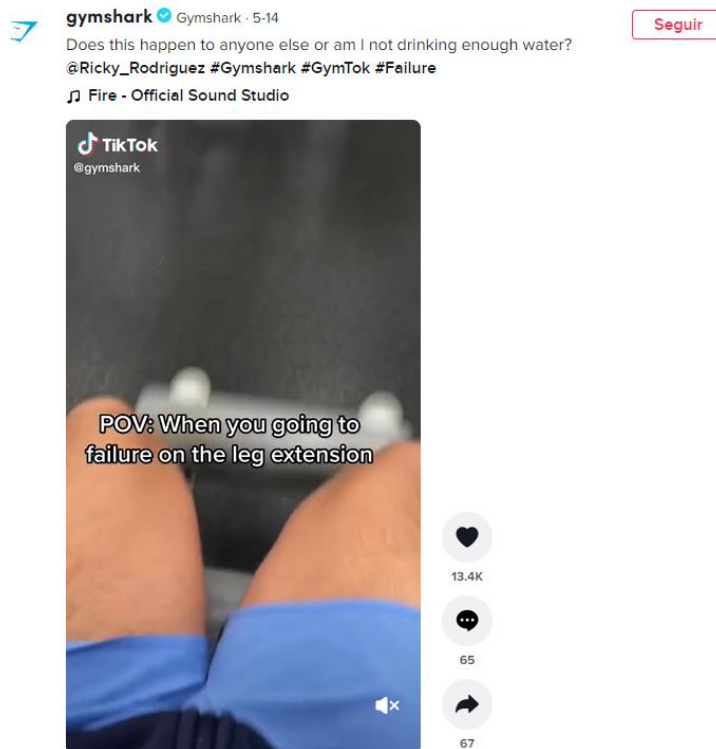 gymshark Gymshark · 5-14
Seguir
Does this happen to anyone else or am I not drinking enough water?
@Ricky_Rodriguez #Gymshark #GymTok #Failure
Fire - Official Sound Studio
TikTok
@gymshark
POV: When you going to
failure on the leg extension
13.4K
65
67